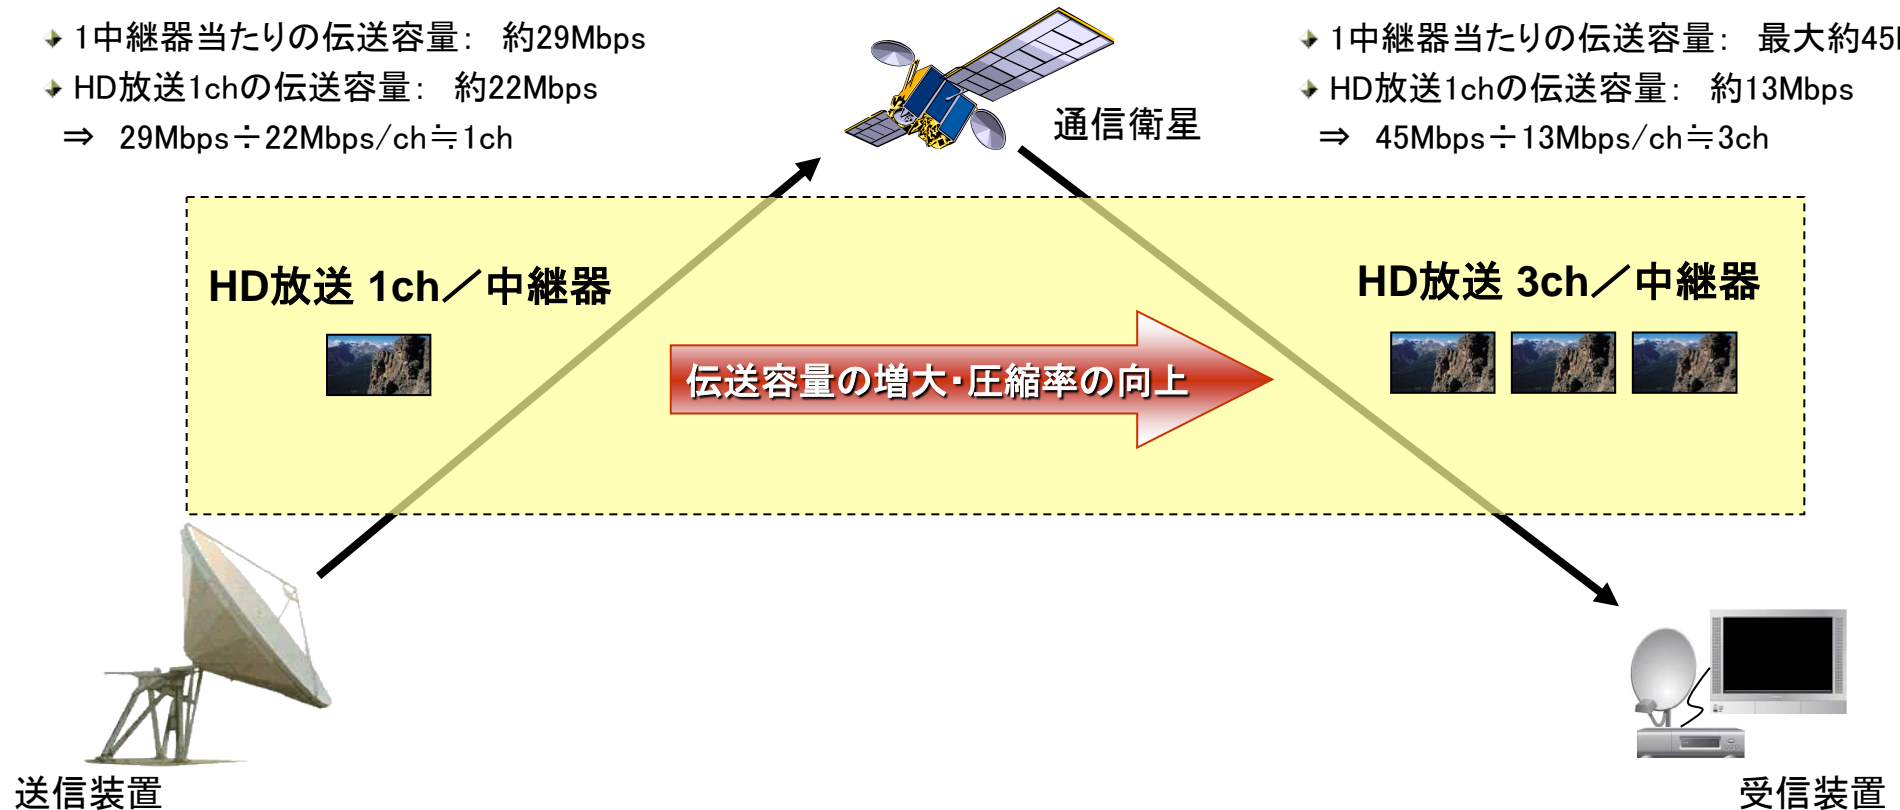 1中継器当たりの伝送容量： 約29Mbps
HD放送1chの伝送容量： 約22Mbps
⇒ 29Mbps÷22Mbps/ch≒1ch
1中継器当たりの伝送容量： 最大約45
HD放送1chの伝送容量： 約13Mbps
⇒ 45Mbps÷13Mbps/ch≒3ch
通信衛星
HD放送 1ch／中継器
HD放送 3ch／中継器
伝送容量の増大・圧縮率の向上
送信装置
受信装置